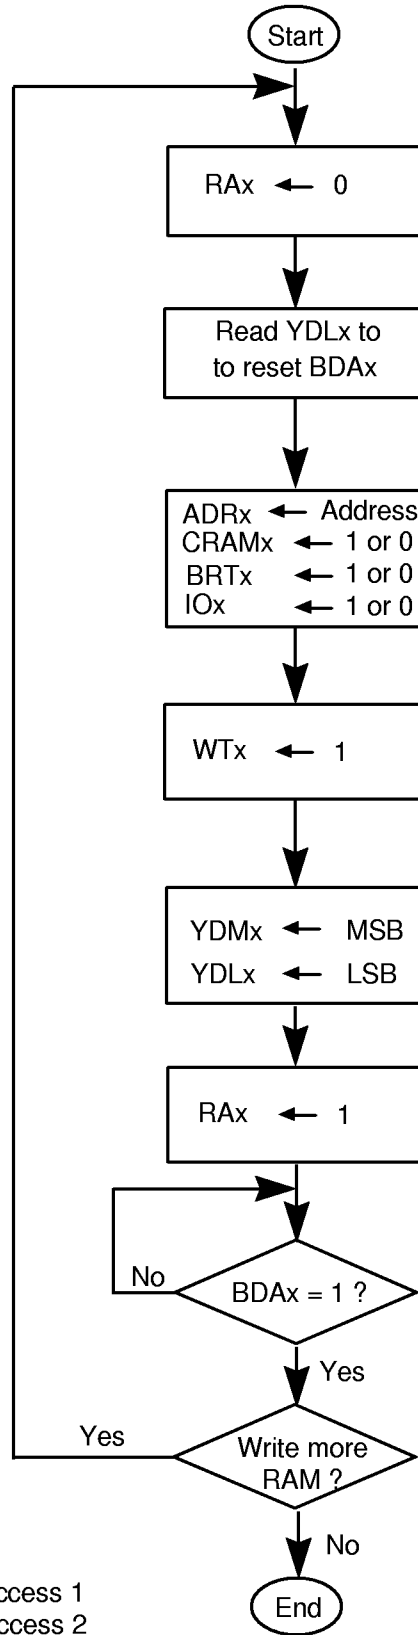 Start
RAx ← 0
Read YDLx to
to reset BDAx
ADRx ← Address
CRAMx ← 1 or 0
BRTx ← 1 or 0
IOx ← 1 or 0
WTx ← 1
YDMx ← MSB
YDLx ← LSB
RAx ← 1
No
BDAx = 1 ?
Yes
Yes
Write more
RAM ?
No
End
ccess 1
ccess 2